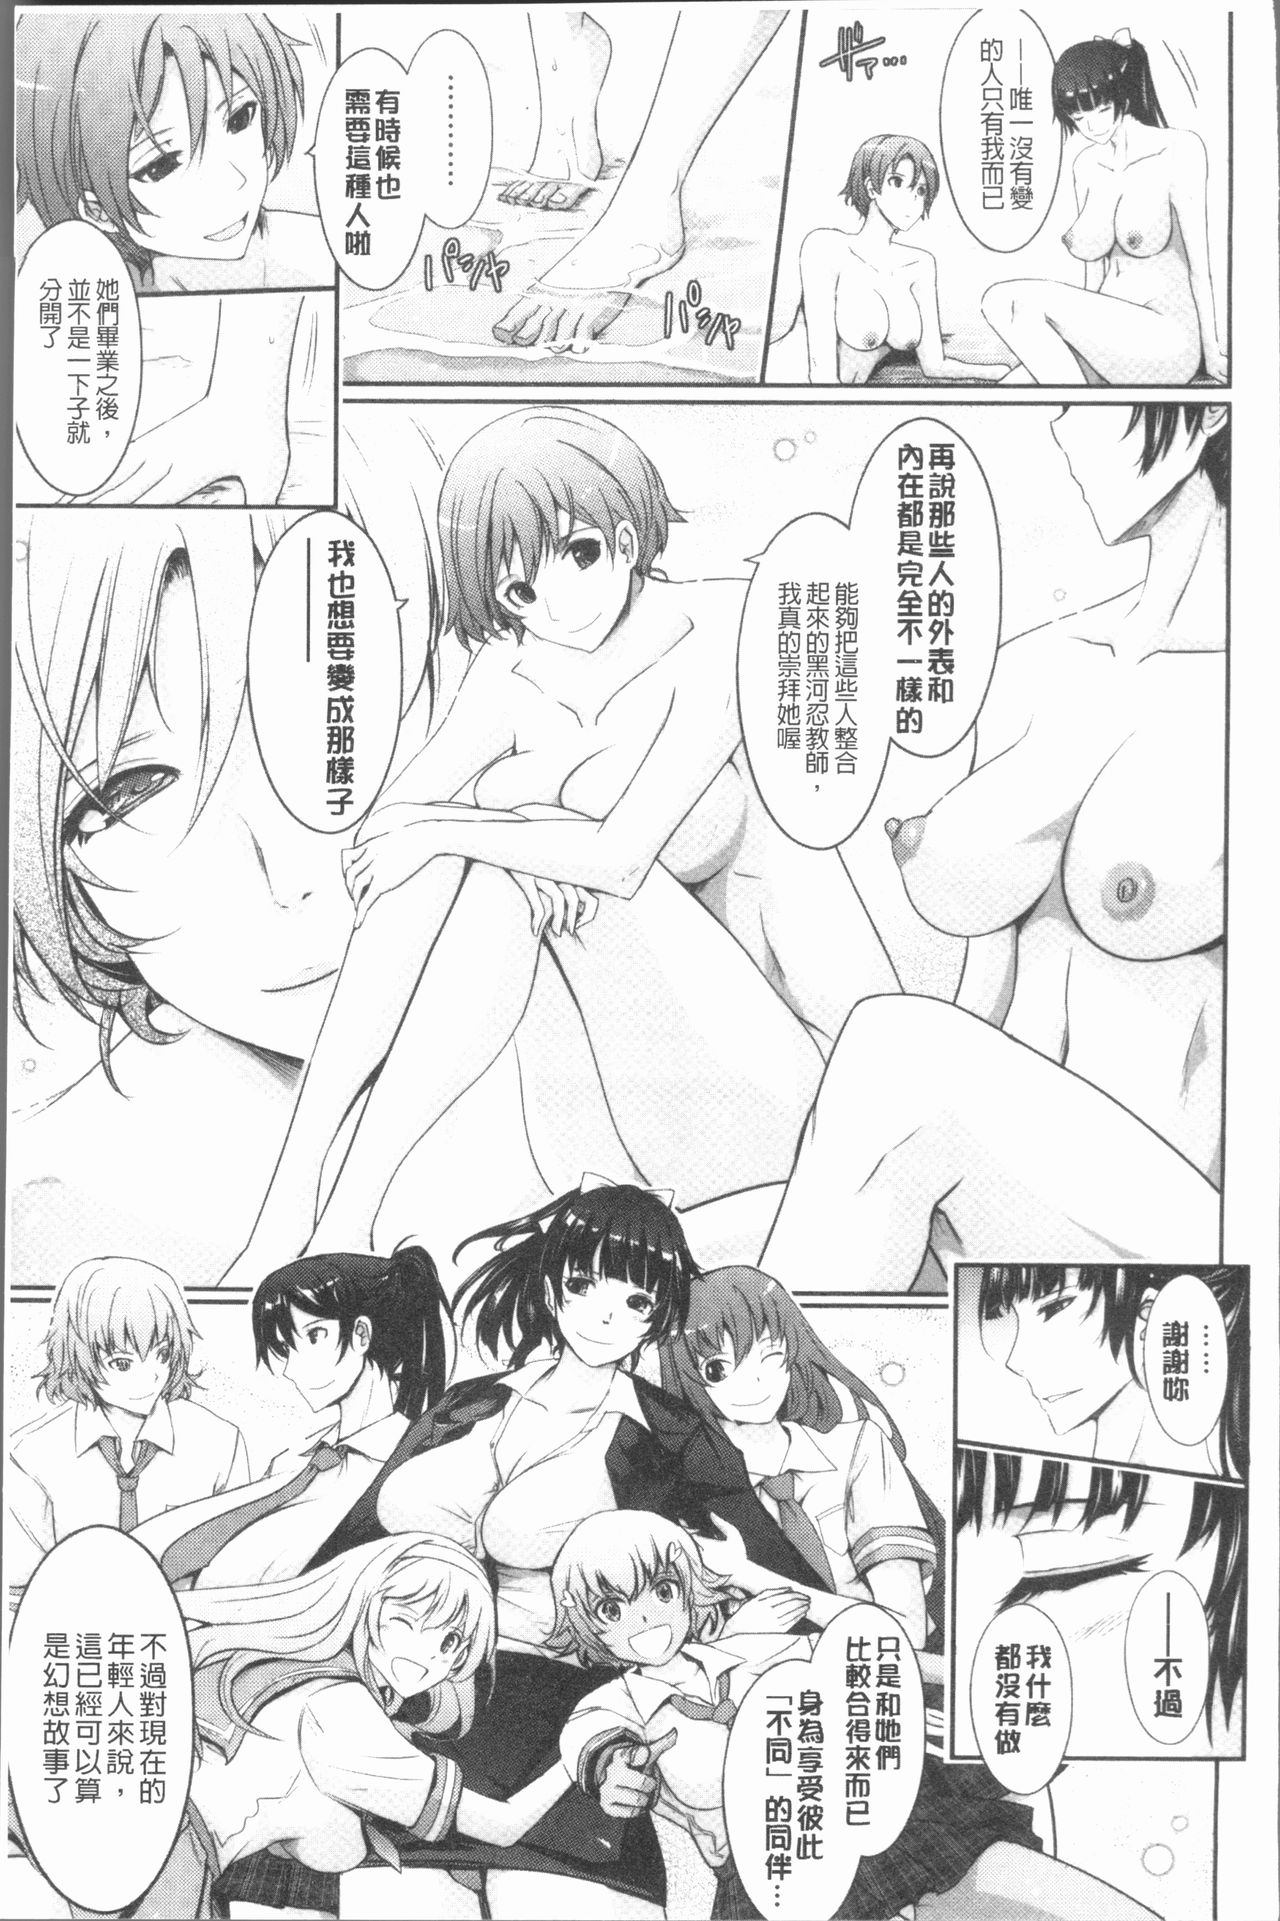 ——唯一沒有變
的人只有我而已
ザァ…
…………
有時候也
需要這種人啦
パシャ
パシャ
她們畢業之後，
並不是一下子就
分開了
再說那些人的外表和
內在都是完全不一樣的
能夠把這些人整合
起來的黑河忍教師，
我真的崇拜她喔
我也想要變成那樣子
——
……
謝謝妳
——不過
我什麼
都沒有做
只是和她們
比較合得來而已
身為享受彼此
「不同」的同伴…
不過對現在的
年輕人來說，
這已經可以算
是幻想故事了